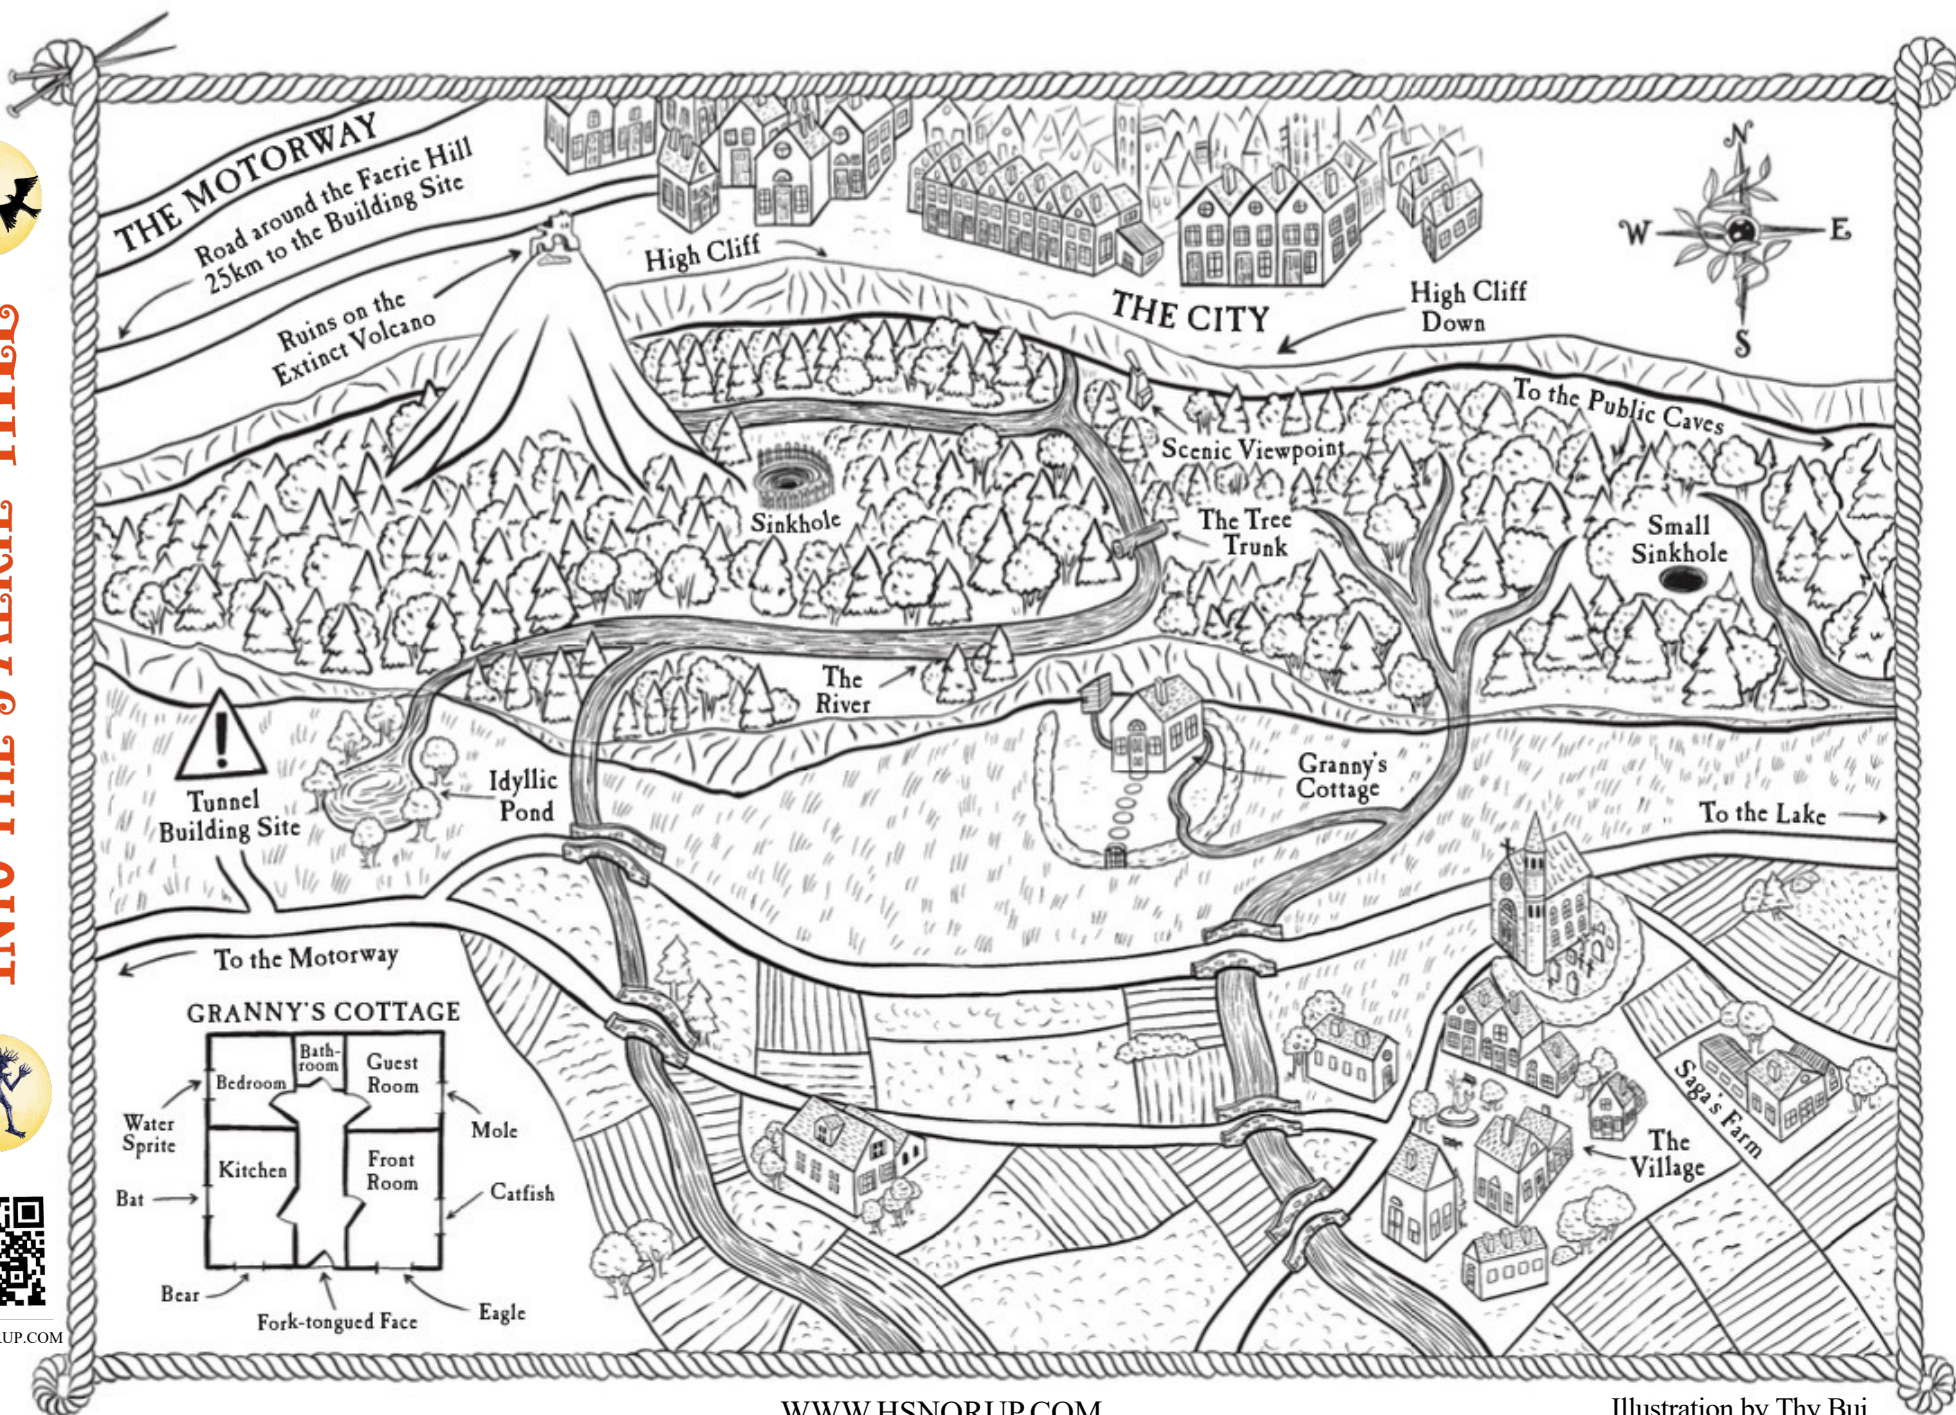 THE MOTORWAY
Road around the Faerie Hill
25km to the Building Site
Ruins on the
Extinct Volcano
High Cliff
THE CITY
High Cliff
Down
N
W
E
S
To the Public Caves
Scenic Viewpoint
Sinkhole
The Tree
Trunk
Small
Sinkhole
The
River
!
Tunnel
Building Site
Idyllic
Pond
Granny's
Cottage
To the Lake
To the Motorway
GRANNY'S COTTAGE
Bedroom
Bath-
room
Guest
Room
Kitchen
Front
Room
Water
Sprite
Mole
Bat
Catfish
Bear
Fork-tongued Face
Eagle
Saga's Farm
The
Village
INTO THE FAERIE HILL
UP.COM
WWW.HSNORUP.COM
Illustration by Thy Bui